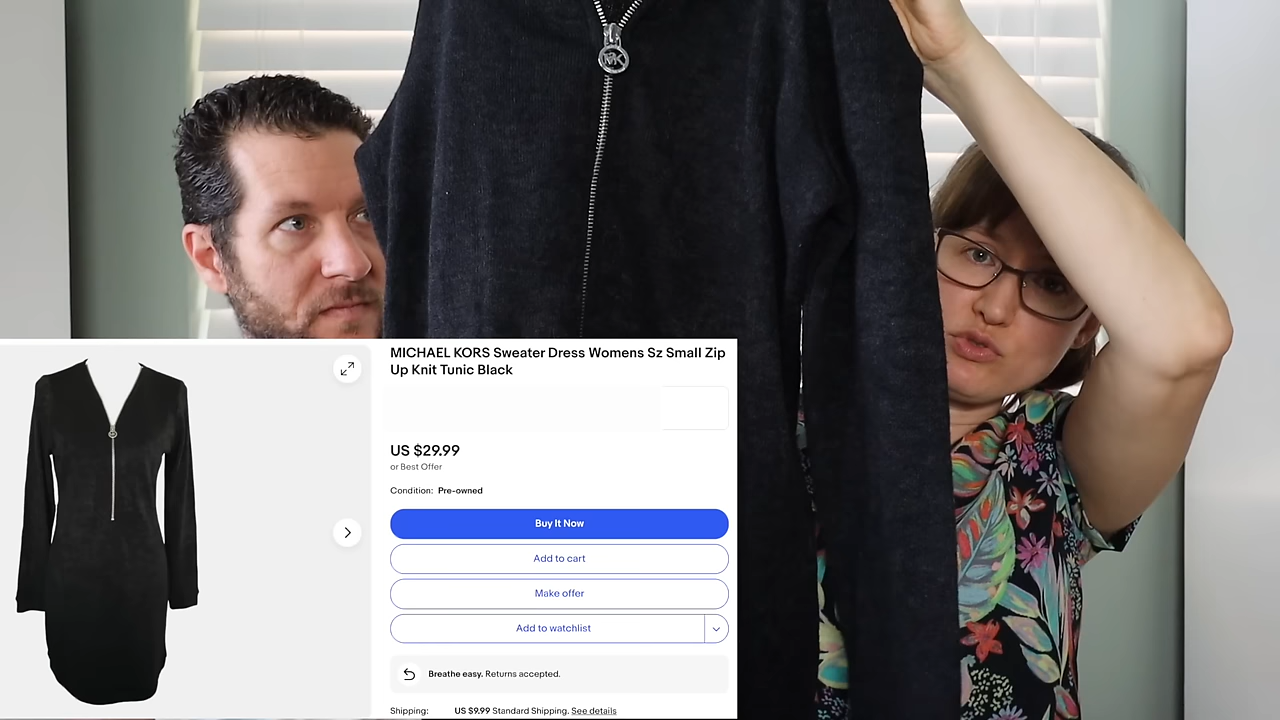 MK
MICHAEL KORS Sweater Dress Womens Sz Small Zip
Up Knit Tunic Black
US $29.99
or Best Offer
Condition: Pre-owned
Buy It Now
Add to cart
Make offer
Add to watchlist
Breathe easy. Returns accepted.
Shipping: US $9.99 Standard Shipping. See details